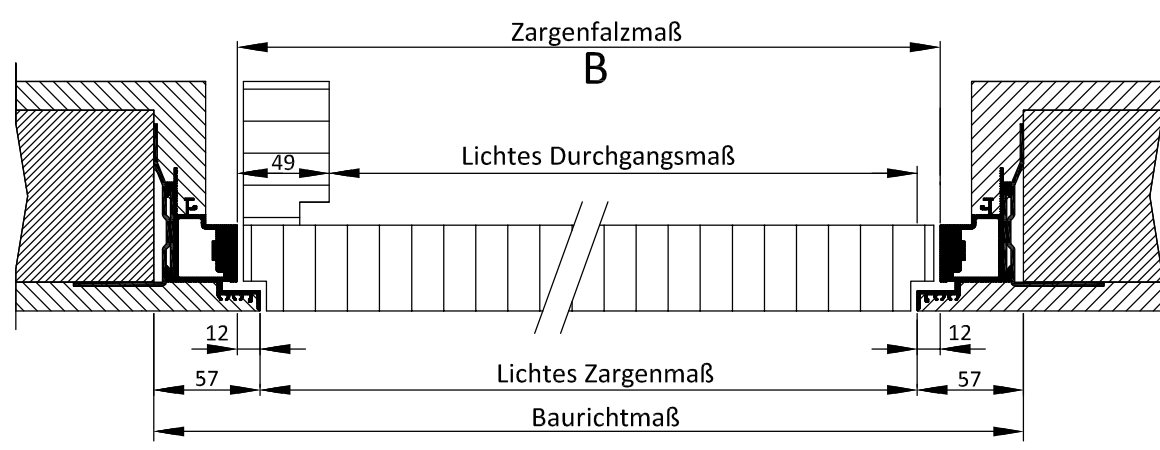 Zargenfalzmaß
B
Lichtes Durchgangsmaß
49
12
12
Lichtes Zargenmaß
57
57
Baurichtmaß